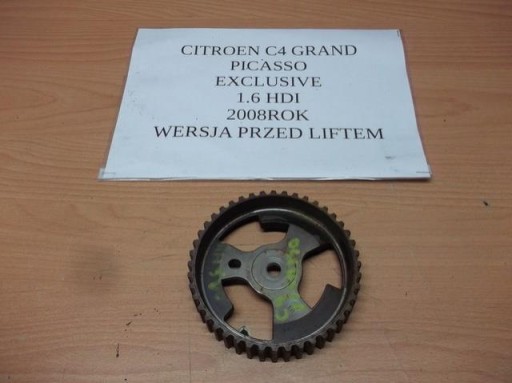 CITROEN C4 GRAND
PICASSO
EXCLUSIVE
1.6 HDI
2008ROK
WERSJA PRZED LIFTEM